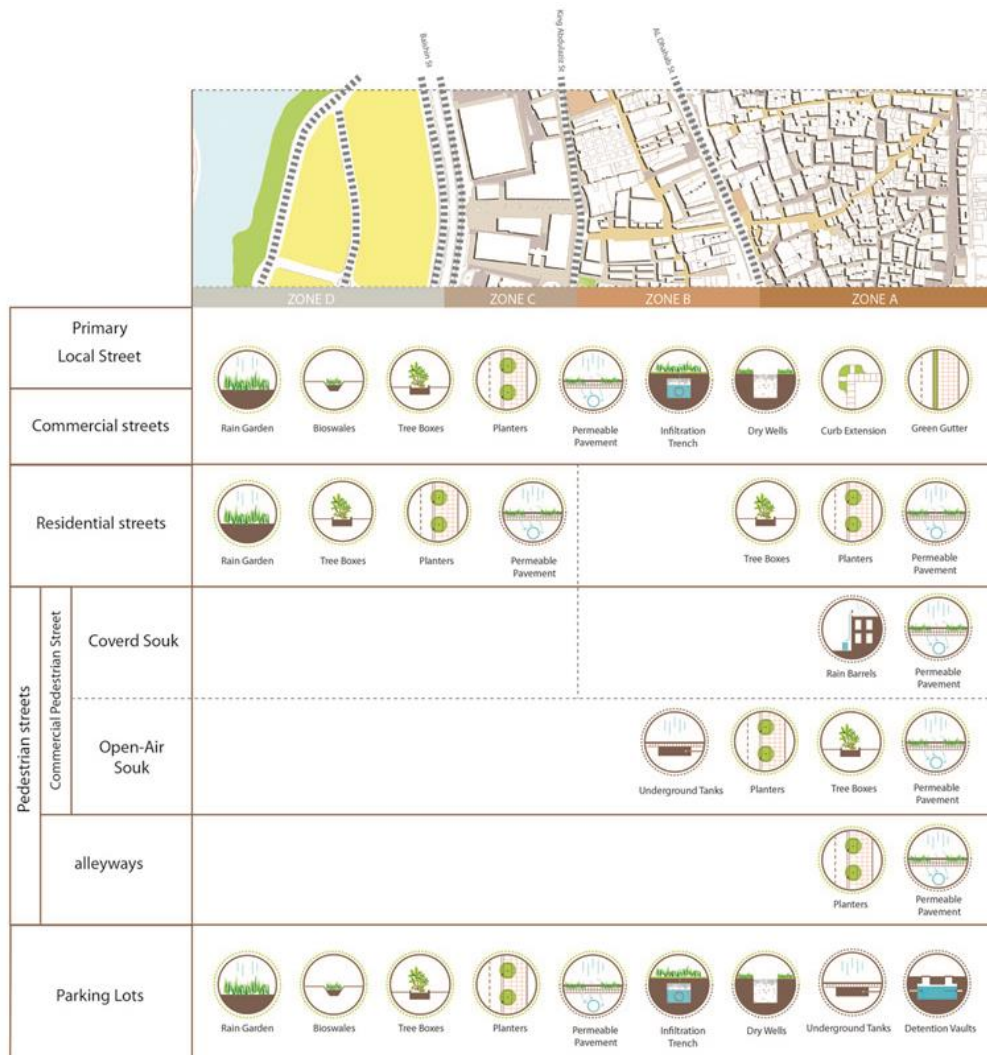 Balshin St
King Abdulaziz St
AL Dhahab St
ZONE D
ZONE C
ZONE B
ZONE A
Primary
Local Street
Commercial streets
Rain Garden
Bioswales
Tree Boxes
Planters
Permeable
Pavement
Infiltration
Trench
Dry Wells
Curb Extension
Green Gutter
Residential streets
Rain Garden
Tree Boxes
Planters
Permeable
Pavement
Tree Boxes
Planters
Permeable
Pavement
Pedestrian streets
Commercial Pedestrian Street
Coverd Souk
Rain Barrels
Permeable
Pavement
Open-Air
Souk
Underground Tanks
Planters
Tree Boxes
Permeable
Pavement
alleyways
Planters
Permeable
Pavement
Parking Lots
Rain Garden
Bioswales
Tree Boxes
Planters
Permeable
Pavement
Infiltration
Trench
Dry Wells
Underground Tanks
Detention Vaults